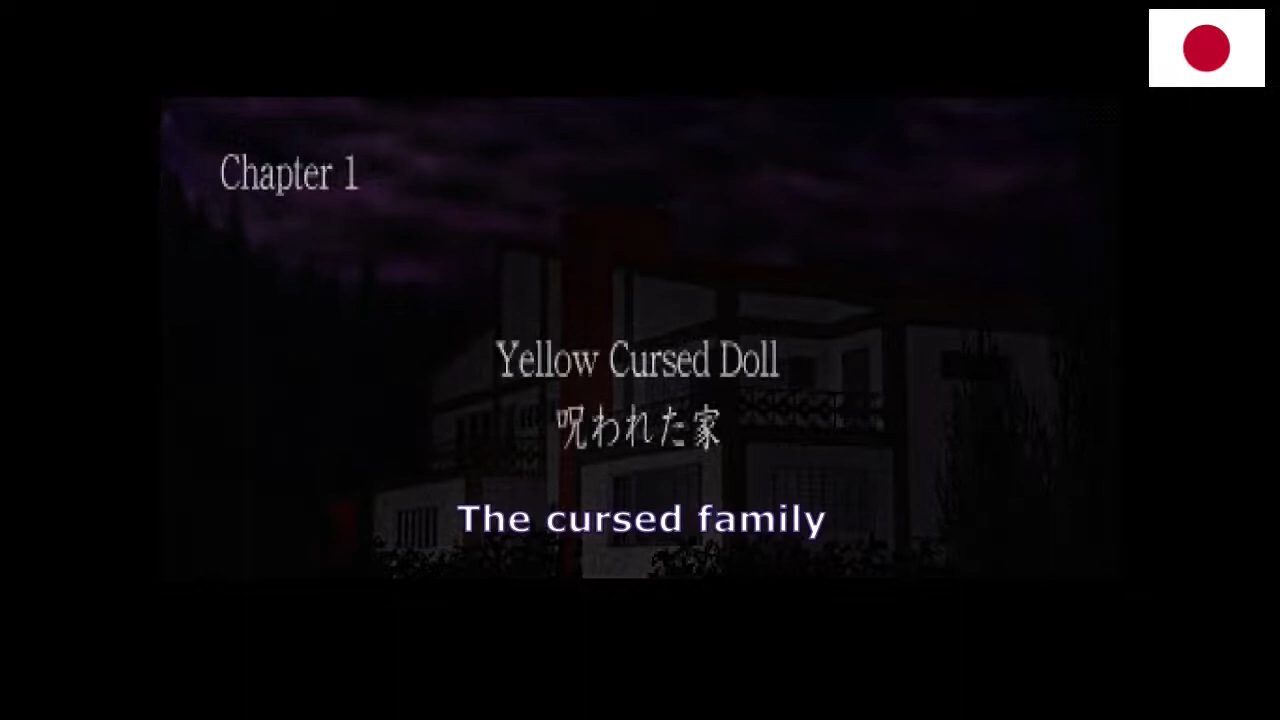 Chapter 1
Yellow Cursed Doll
呪われた家
The cursed family